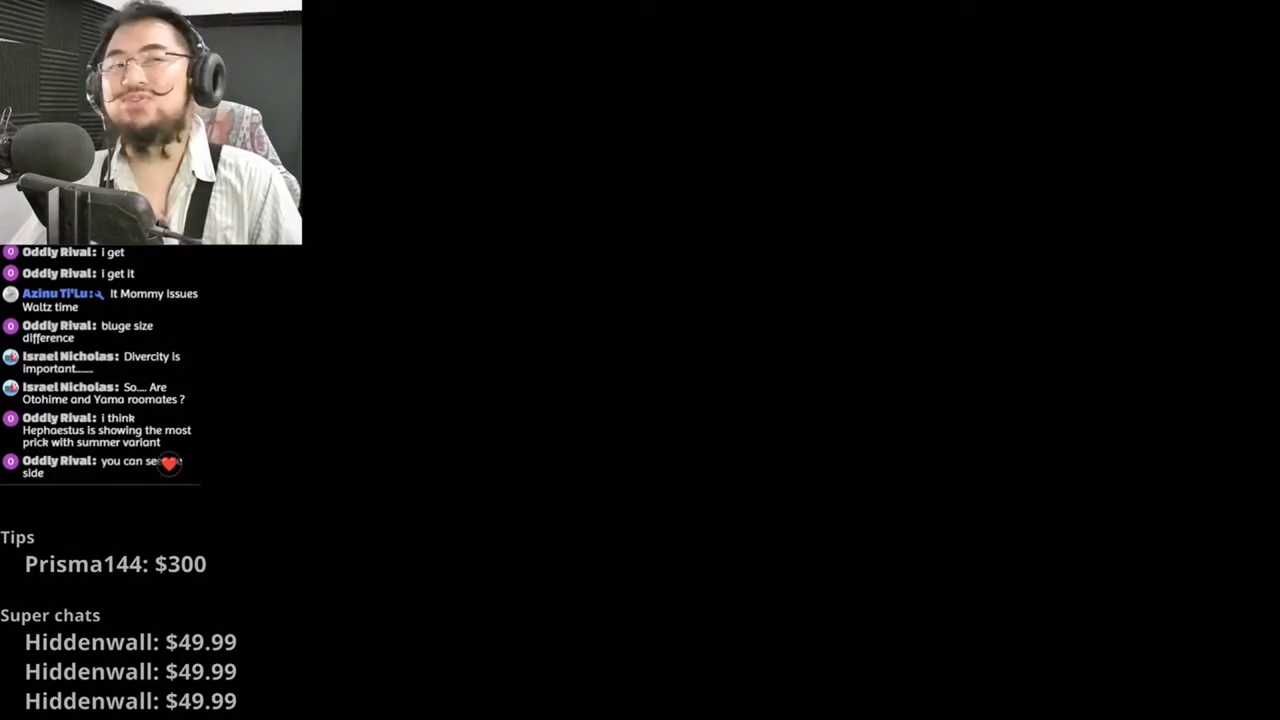 O Oddly Rival: i get
O Oddly Rival: i get it
Azinu Ti'Lu: It Mommy Issues
Waltz time
O Oddly Rival: bluge size
difference
Israel Nicholas: Divercity is
important.......
Israel Nicholas: So.... Are
Otohime and Yama roomates ?
O Oddly Rival: i think
Hephaestus is showing the most
prick with summer variant
O Oddly Rival: you can
side
Tips
Prisma144: $300
Super chats
Hiddenwall: $49.99
Hiddenwall: $49.99
Hiddenwall: $49.99